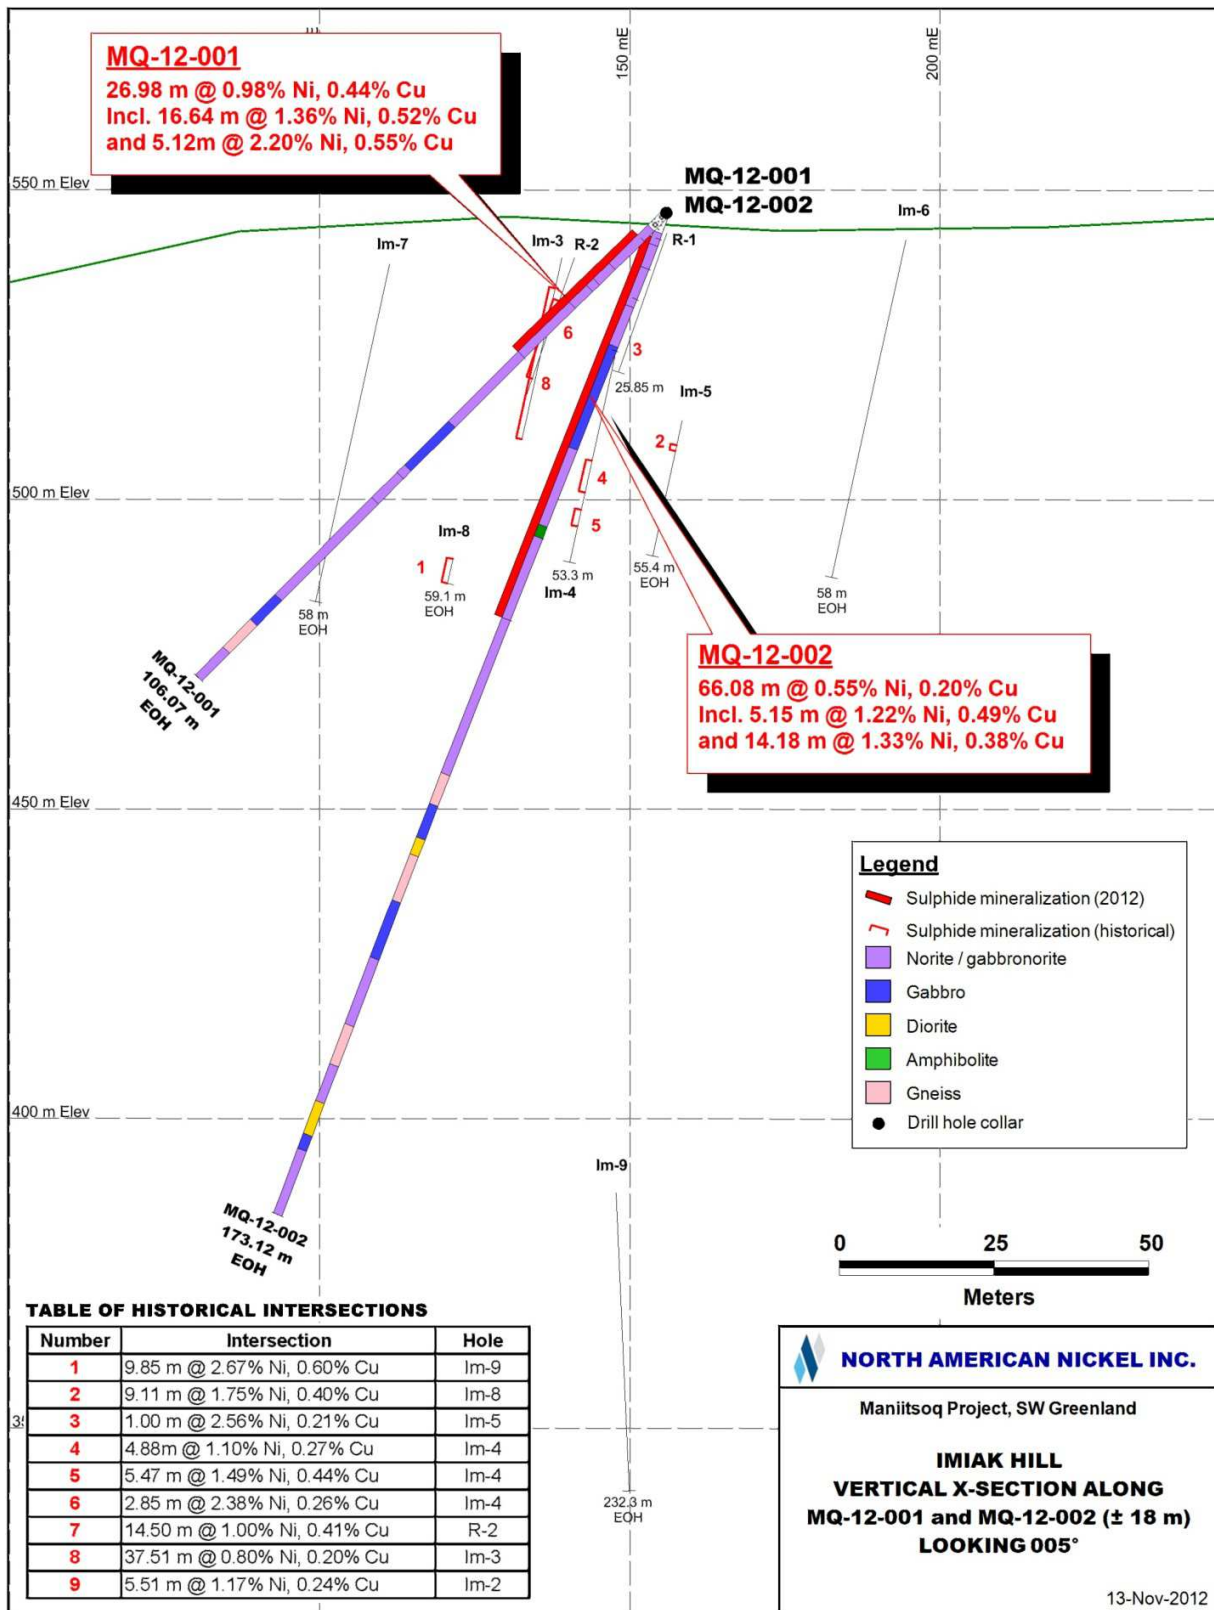 150 mE
200 mE
MQ-12-001
26.98 m @ 0.98% Ni, 0.44% Cu
Incl. 16.64 m @ 1.36% Ni, 0.52% Cu
and 5.12m @ 2.20% Ni, 0.55% Cu
550 m Elev
MQ-12-001
MQ-12-002
Im-6
Im-7
Im-3
R-2
R-1
6
3
8
25.85 m
Im-5
2
4
500 m Elev
5
Im-8
1
53.3 m
55.4 m
EOH
59.1 m
EOH
Im-4
58 m
EOH
58 m
EOH
MQ-12-001
106.07 m
EOH
MQ-12-002
66.08 m @ 0.55% Ni, 0.20% Cu
Incl. 5.15 m @ 1.22% Ni, 0.49% Cu
and 14.18 m @ 1.33% Ni, 0.38% Cu
450 m Elev
Legend
Sulphide mineralization (2012)
Sulphide mineralization (historical)
Norite / gabbronorite
Gabbro
Diorite
Amphibolite
Gneiss
Drill hole collar
400 m Elev
Im-9
MQ-12-002
173.12 m
EOH
0 25 50
Meters
TABLE OF HISTORICAL INTERSECTIONS
Number Intersection Hole
1 9.85 m @ 2.67% Ni, 0.60% Cu Im-9
2 9.11 m @ 1.75% Ni, 0.40% Cu Im-8
3 1.00 m @ 2.56% Ni, 0.21% Cu Im-5
4 4.88m @ 1.10% Ni, 0.27% Cu Im-4
5 5.47 m @ 1.49% Ni, 0.44% Cu Im-4
6 2.85 m @ 2.38% Ni, 0.26% Cu Im-4
7 14.50 m @ 1.00% Ni, 0.41% Cu R-2
8 37.51 m @ 0.80% Ni, 0.20% Cu Im-3
9 5.51 m @ 1.17% Ni, 0.24% Cu Im-2
232.3 m
EOH
NORTH AMERICAN NICKEL INC.
Maniitsoq Project, SW Greenland
IMIAK HILL
VERTICAL X-SECTION ALONG
MQ-12-001 and MQ-12-002 (± 18 m)
LOOKING 005°
13-Nov-2012